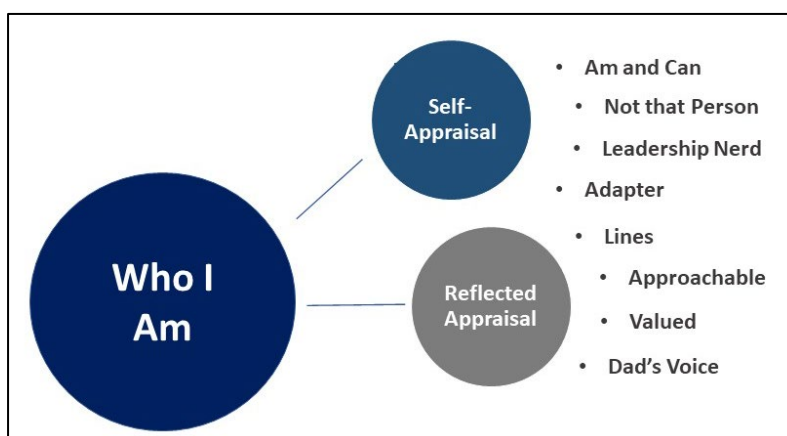 Who I
Am
Self-
Appraisal
• Am and Can
• Not that Person
• Leadership Nerd
• Adapter
Reflected
Appraisal
• Lines
• Approachable
• Valued
• Dad's Voice